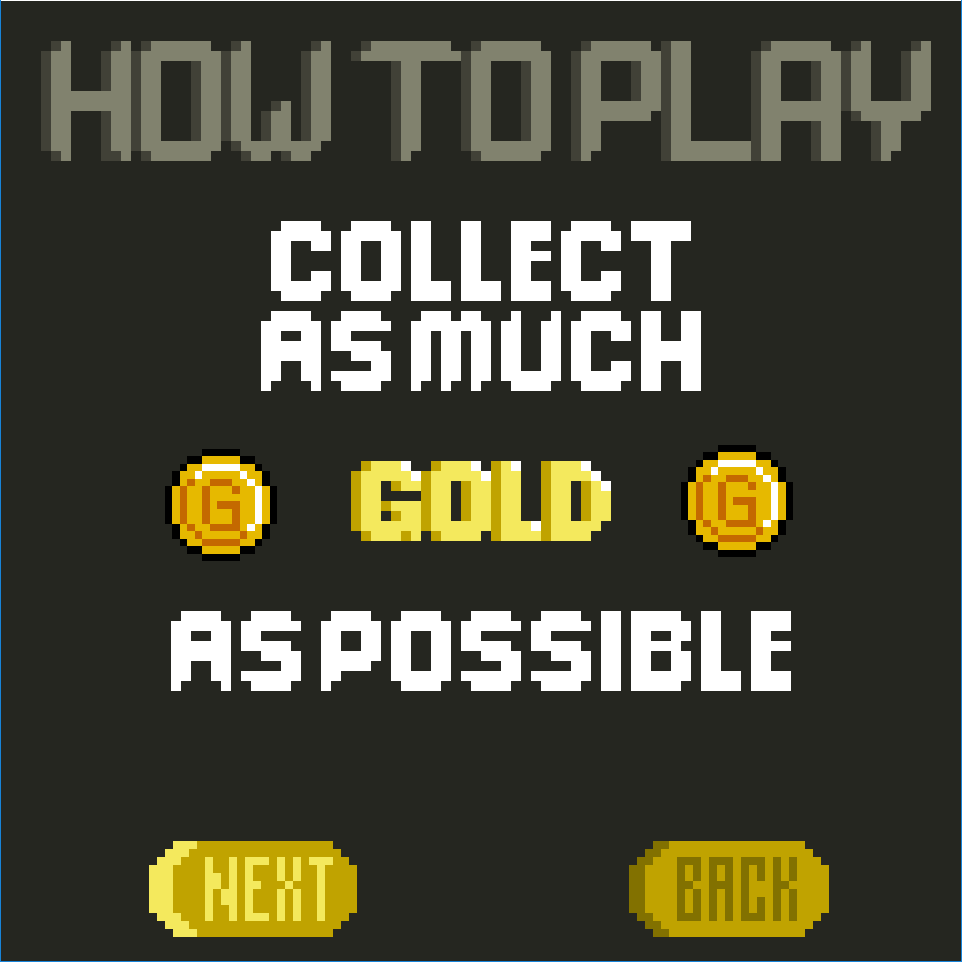 HOW TO PLAY
COLLECT
AS MUCH
G GOLD G
AS POSSIBLE
NEXT BACK